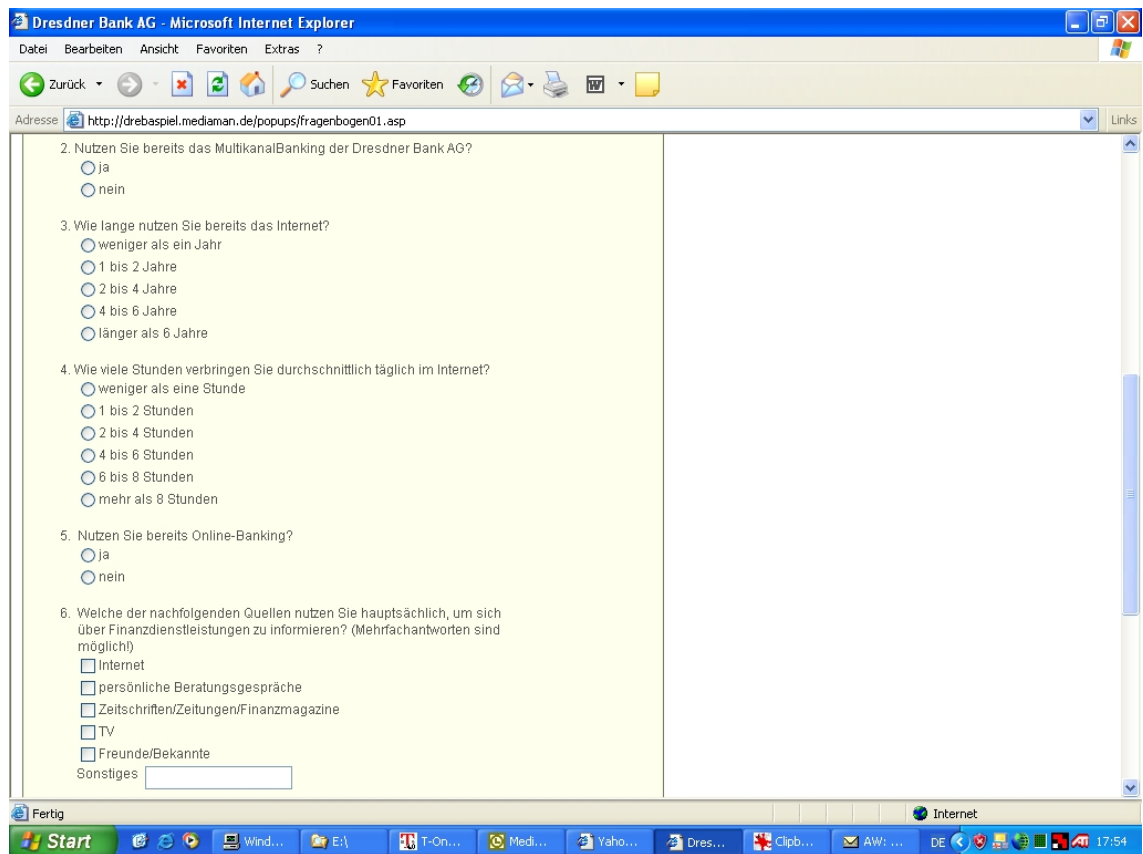 Dresdner Bank AG - Microsoft Internet Explorer
Datei Bearbeiten Ansicht Favoriten Extras ?
Zurück Suchen Favoriten
Adresse http://drebaspiel.mediaman.de/popups/fragenbogen01.asp Links
2. Nutzen Sie bereits das MultikanalBanking der Dresdner Bank AG?
ja
nein
3. Wie lange nutzen Sie bereits das Internet?
weniger als ein Jahr
1 bis 2 Jahre
2 bis 4 Jahre
4 bis 6 Jahre
länger als 6 Jahre
4. Wie viele Stunden verbringen Sie durchschnittlich täglich im Internet?
weniger als eine Stunde
1 bis 2 Stunden
2 bis 4 Stunden
4 bis 6 Stunden
6 bis 8 Stunden
mehr als 8 Stunden
5. Nutzen Sie bereits Online-Banking?
ja
nein
6. Welche der nachfolgenden Quellen nutzen Sie hauptsächlich, um sich
über Finanzdienstleistungen zu informieren? (Mehrfachantworten sind
möglich!)
Internet
persönliche Beratungsgespräche
Zeitschriften/Zeitungen/Finanzmagazine
TV
Freunde/Bekannte
Sonstiges
Fertig Internet
Start Wind... E:\ T-On... Medi... Yaho... Dres... Clipb... AW: ... DE 17:54